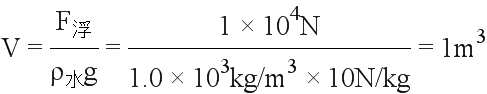 V = F浮 / ρ水g = 1 × 10⁴N / 1.0 × 10³kg/m³ × 10N/kg = 1m³